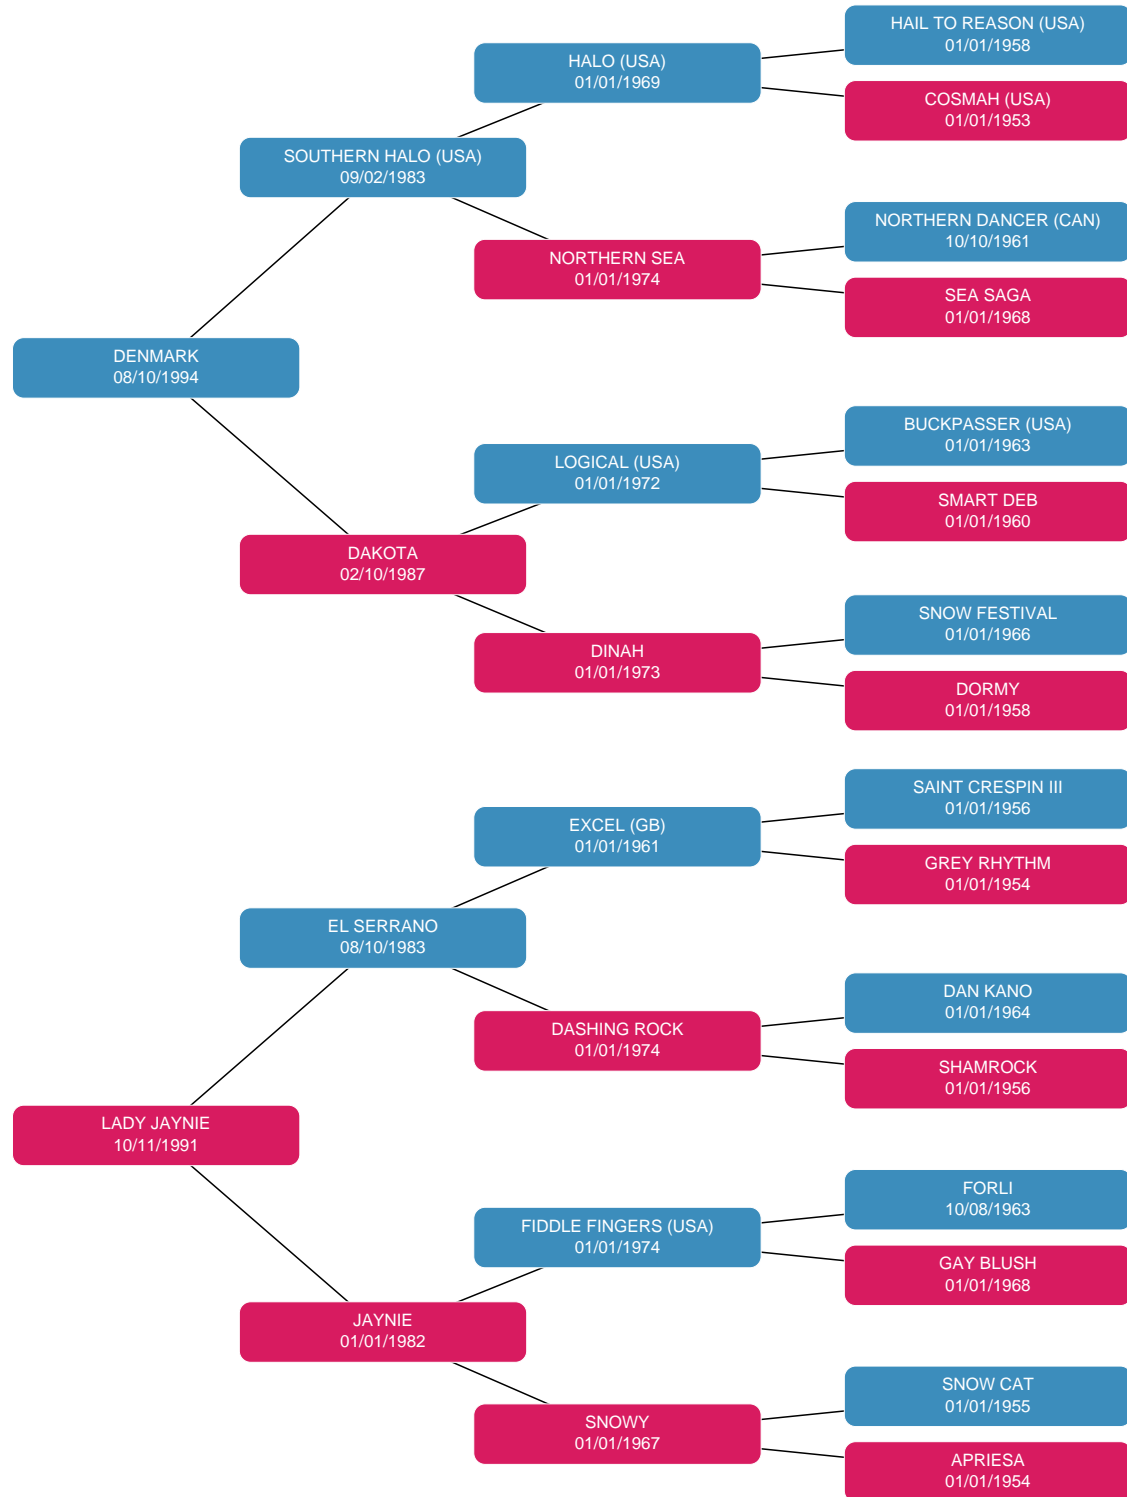 HAIL TO REASON (USA)
01/01/1958
HALO (USA)
01/01/1969
COSMAH (USA)
01/01/1953
SOUTHERN HALO (USA)
09/02/1983
NORTHERN DANCER (CAN)
10/10/1961
NORTHERN SEA
01/01/1974
SEA SAGA
01/01/1968
DENMARK
08/10/1994
BUCKPASSER (USA)
01/01/1963
LOGICAL (USA)
01/01/1972
SMART DEB
01/01/1960
DAKOTA
02/10/1987
SNOW FESTIVAL
01/01/1966
DINAH
01/01/1973
DORMY
01/01/1958
SAINT CRESPIN III
01/01/1956
EXCEL (GB)
01/01/1961
GREY RHYTHM
01/01/1954
EL SERRANO
08/10/1983
DAN KANO
01/01/1964
DASHING ROCK
01/01/1974
SHAMROCK
01/01/1956
LADY JAYNIE
10/11/1991
FORLI
10/08/1963
FIDDLE FINGERS (USA)
01/01/1974
GAY BLUSH
01/01/1968
JAYNIE
01/01/1982
SNOW CAT
01/01/1955
SNOWY
01/01/1967
APRIESA
01/01/1954